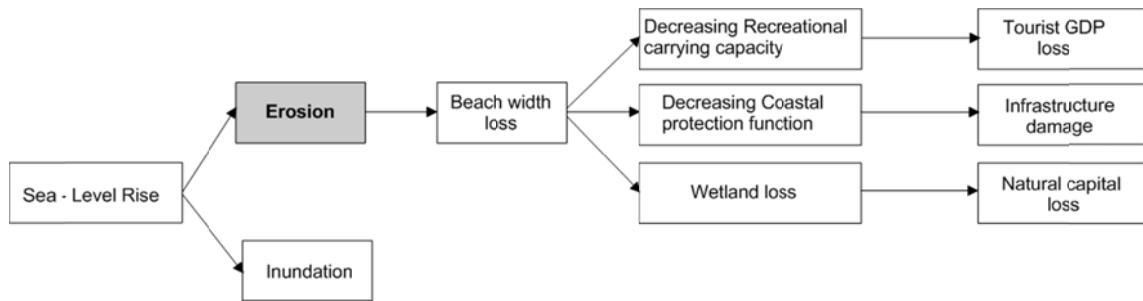 Decreasing Recreational
carrying capacity
Tourist GDP
loss
Erosion
Beach width
loss
Decreasing Coastal
protection function
Infrastructure
damage
Sea - Level Rise
Wetland loss
Natural capital
loss
Inundation